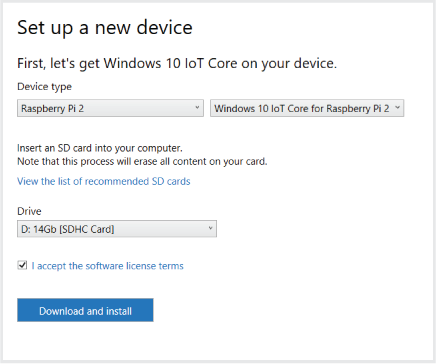 Set up a new device
First, let's get Windows 10 IoT Core on your device.
Device type
Raspberry Pi 2
Windows 10 IoT Core for Raspberry Pi 2
Insert an SD card into your computer.
Note that this process will erase all content on your card.
View the list of recommended SD cards
Drive
D: 14Gb [SDHC Card]
I accept the software license terms
Download and install